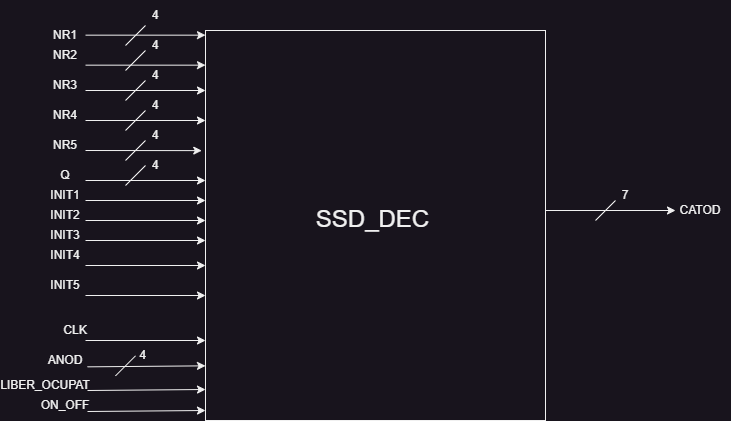 4
NR1
4
NR2
4
NR3
4
NR4
4
NR5
4
Q
INIT1
INIT2
INIT3
INIT4
INIT5
SSD_DEC
7
CATOD
CLK
4
ANOD
LIBER_OCUPAT
ON_OFF